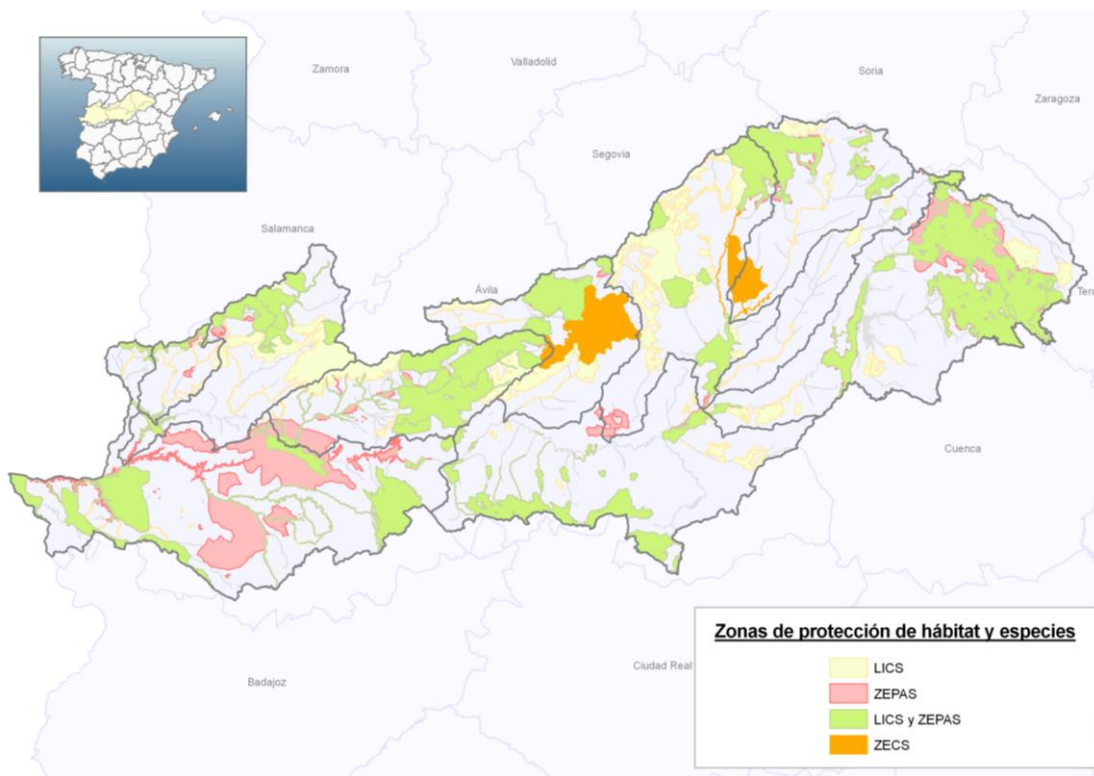 Zamora
Valladolid
Soria
Zaragoza
Segovia
Salamanca
Ávila
Teru
Cuenca
Ciudad Real
Badajoz
Zonas de protección de hábitat y especies
LICS
ZEPAS
LICS y ZEPAS
ZECS